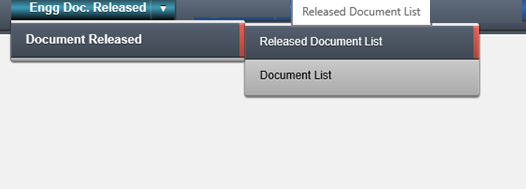 Engg Doc. Released ▼
Released Document List
Document Released
Released Document List
Document List